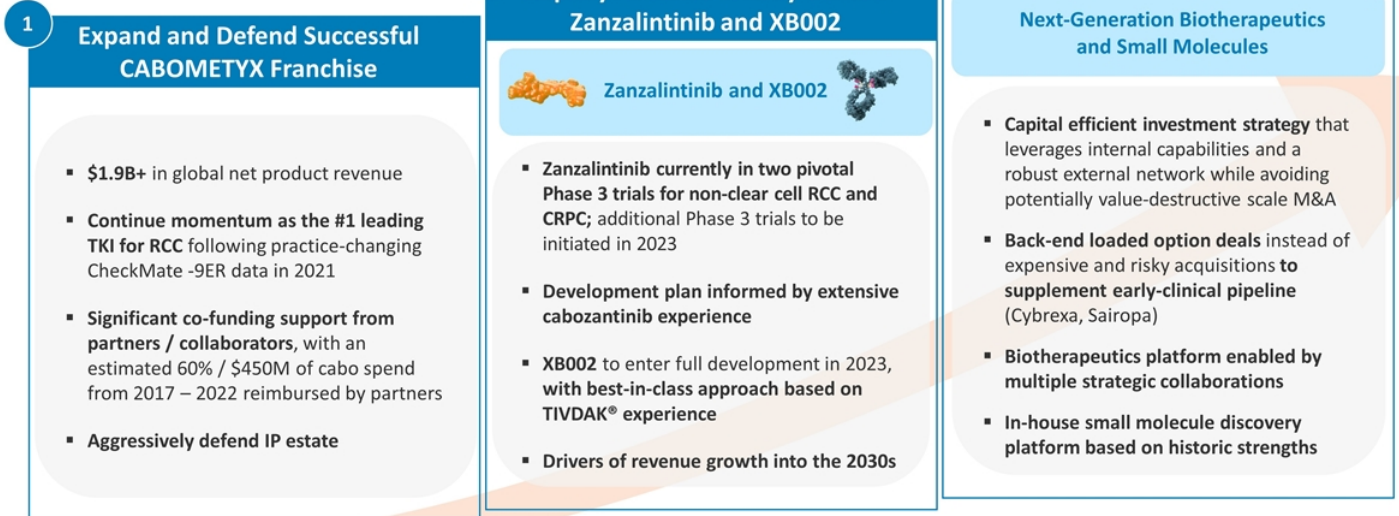 1
Expand and Defend Successful
CABOMETYX Franchise
▪ $1.9B+ in global net product revenue
▪ Continue momentum as the #1 leading
TKI for RCC following practice-changing
CheckMate -9ER data in 2021
▪ Significant co-funding support from
partners / collaborators, with an
estimated 60% / $450M of cabo spend
from 2017 – 2022 reimbursed by partners
▪ Aggressively defend IP estate
Zanzalintinib and XB002
Zanzalintinib and XB002
▪ Zanzalintinib currently in two pivotal
Phase 3 trials for non-clear cell RCC and
CRPC; additional Phase 3 trials to be
initiated in 2023
▪ Development plan informed by extensive
cabozantinib experience
▪ XB002 to enter full development in 2023,
with best-in-class approach based on
TIVDAK® experience
▪ Drivers of revenue growth into the 2030s
Next-Generation Biotherapeutics
and Small Molecules
▪ Capital efficient investment strategy that
leverages internal capabilities and a
robust external network while avoiding
potentially value-destructive scale M&A
▪ Back-end loaded option deals instead of
expensive and risky acquisitions to
supplement early-clinical pipeline
(Cybrexa, Sairopa)
▪ Biotherapeutics platform enabled by
multiple strategic collaborations
▪ In-house small molecule discovery
platform based on historic strengths